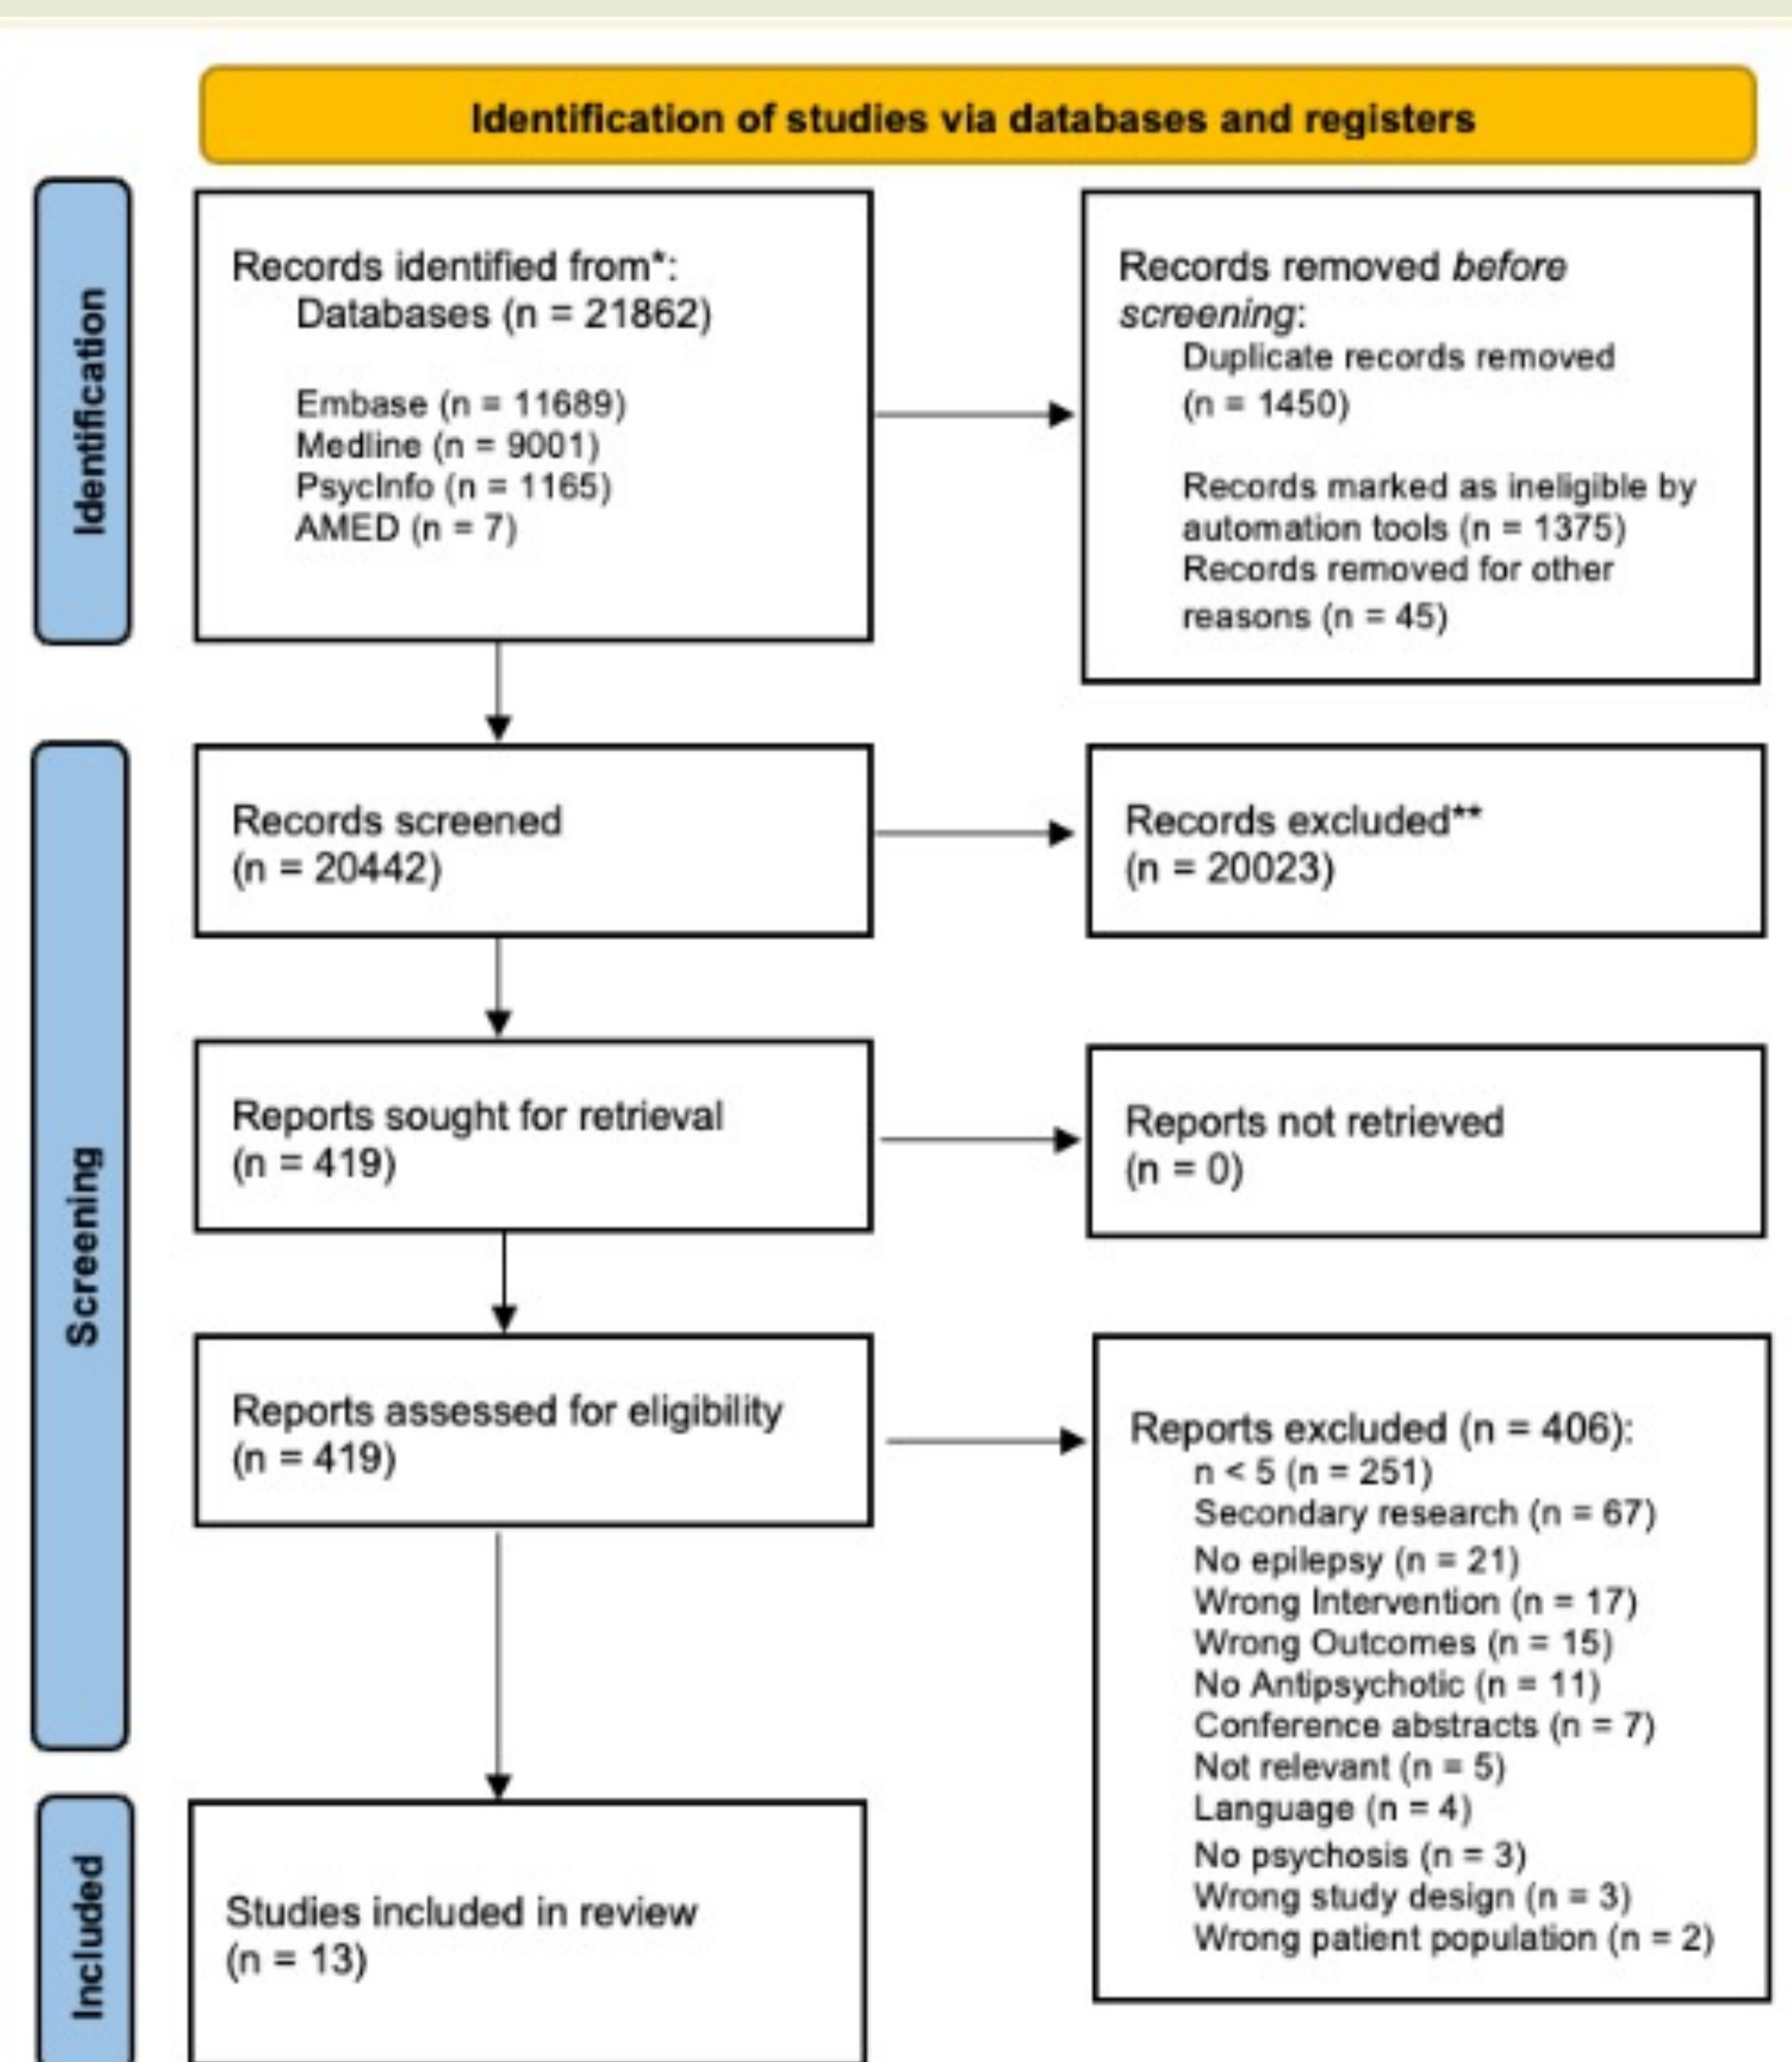 Identification of studies via databases and registers
Identification
Records identified from*:
Databases (n = 21862)
Embase (n = 11689)
Medline (n = 9001)
PsycInfo (n = 1165)
AMED (n = 7)
Records removed before
screening:
Duplicate records removed
(n = 1450)
Records marked as ineligible by
automation tools (n = 1375)
Records removed for other
reasons (n = 45)
Screening
Records screened
(n = 20442)
Records excluded**
(n = 20023)
Reports sought for retrieval
(n = 419)
Reports not retrieved
(n = 0)
Reports assessed for eligibility
(n = 419)
Reports excluded (n = 406):
n < 5 (n = 251)
Secondary research (n = 67)
No epilepsy (n = 21)
Wrong Intervention (n = 17)
Wrong Outcomes (n = 15)
No Antipsychotic (n = 11)
Conference abstracts (n = 7)
Not relevant (n = 5)
Language (n = 4)
No psychosis (n = 3)
Wrong study design (n = 3)
Wrong patient population (n = 2)
Included
Studies included in review
(n = 13)